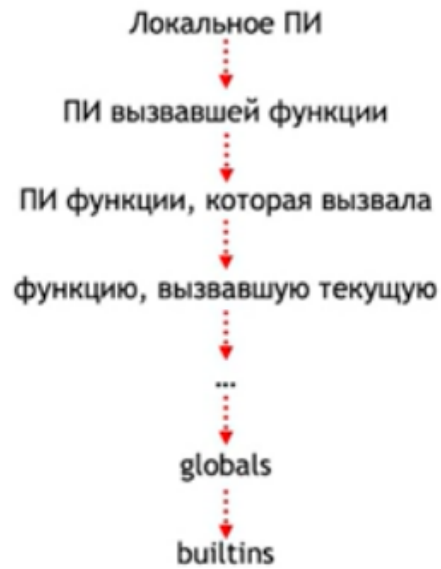 Локальное ПИ
ПИ вызвавшей функции
ПИ функции, которая вызвала
функцию, вызвавшую текущую
...
globals
builtins